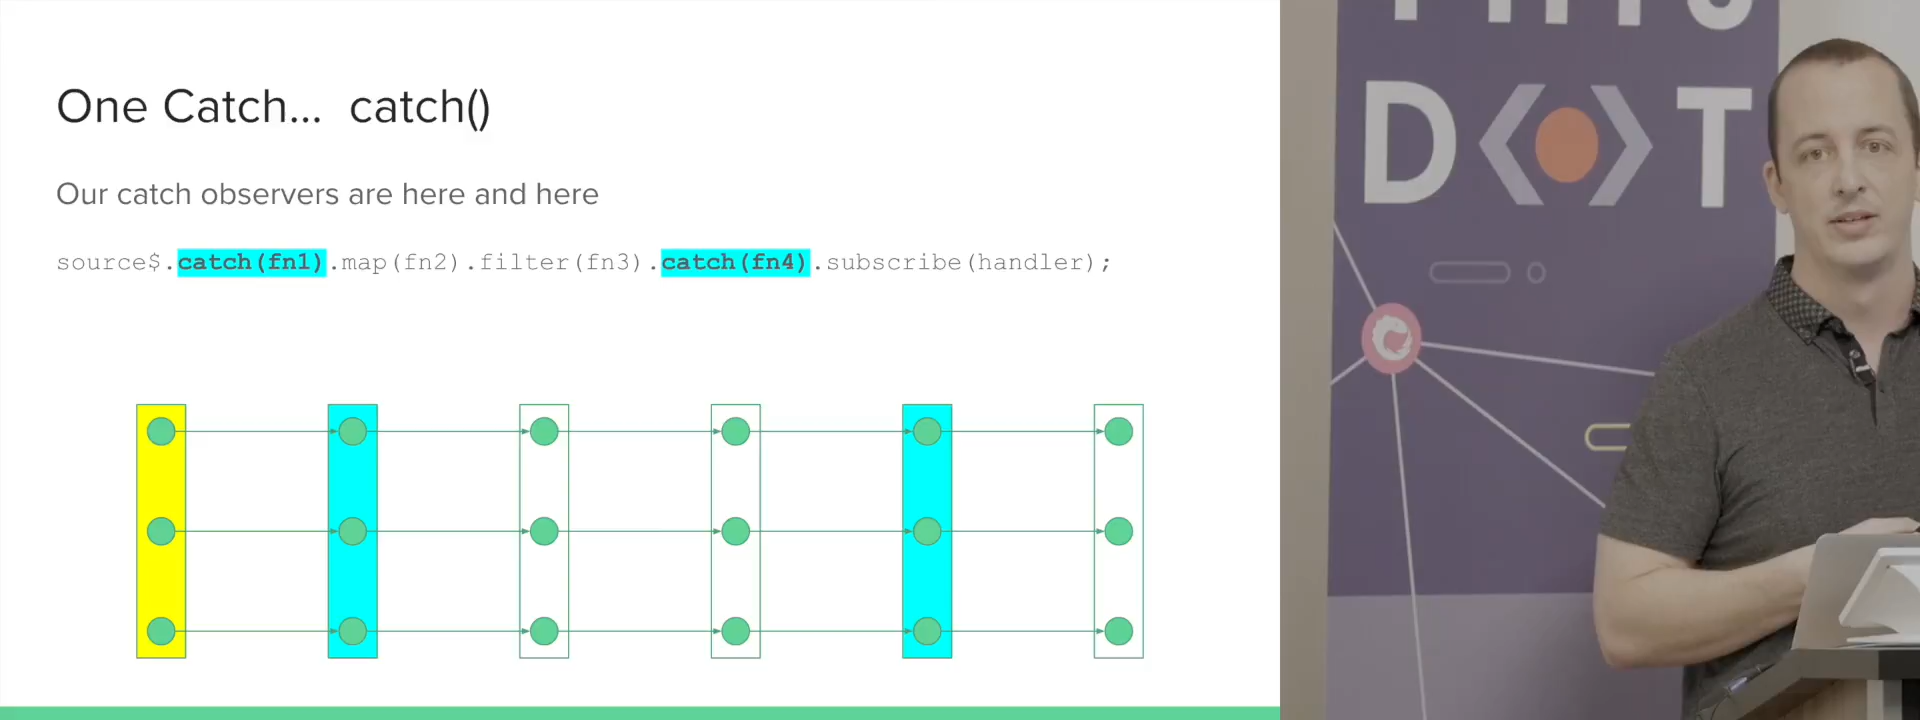 One Catch... catch()
Our catch observers are here and here
source$.catch(fn1).map(fn2).filter(fn3).catch(fn4).subscribe(handler);
D T